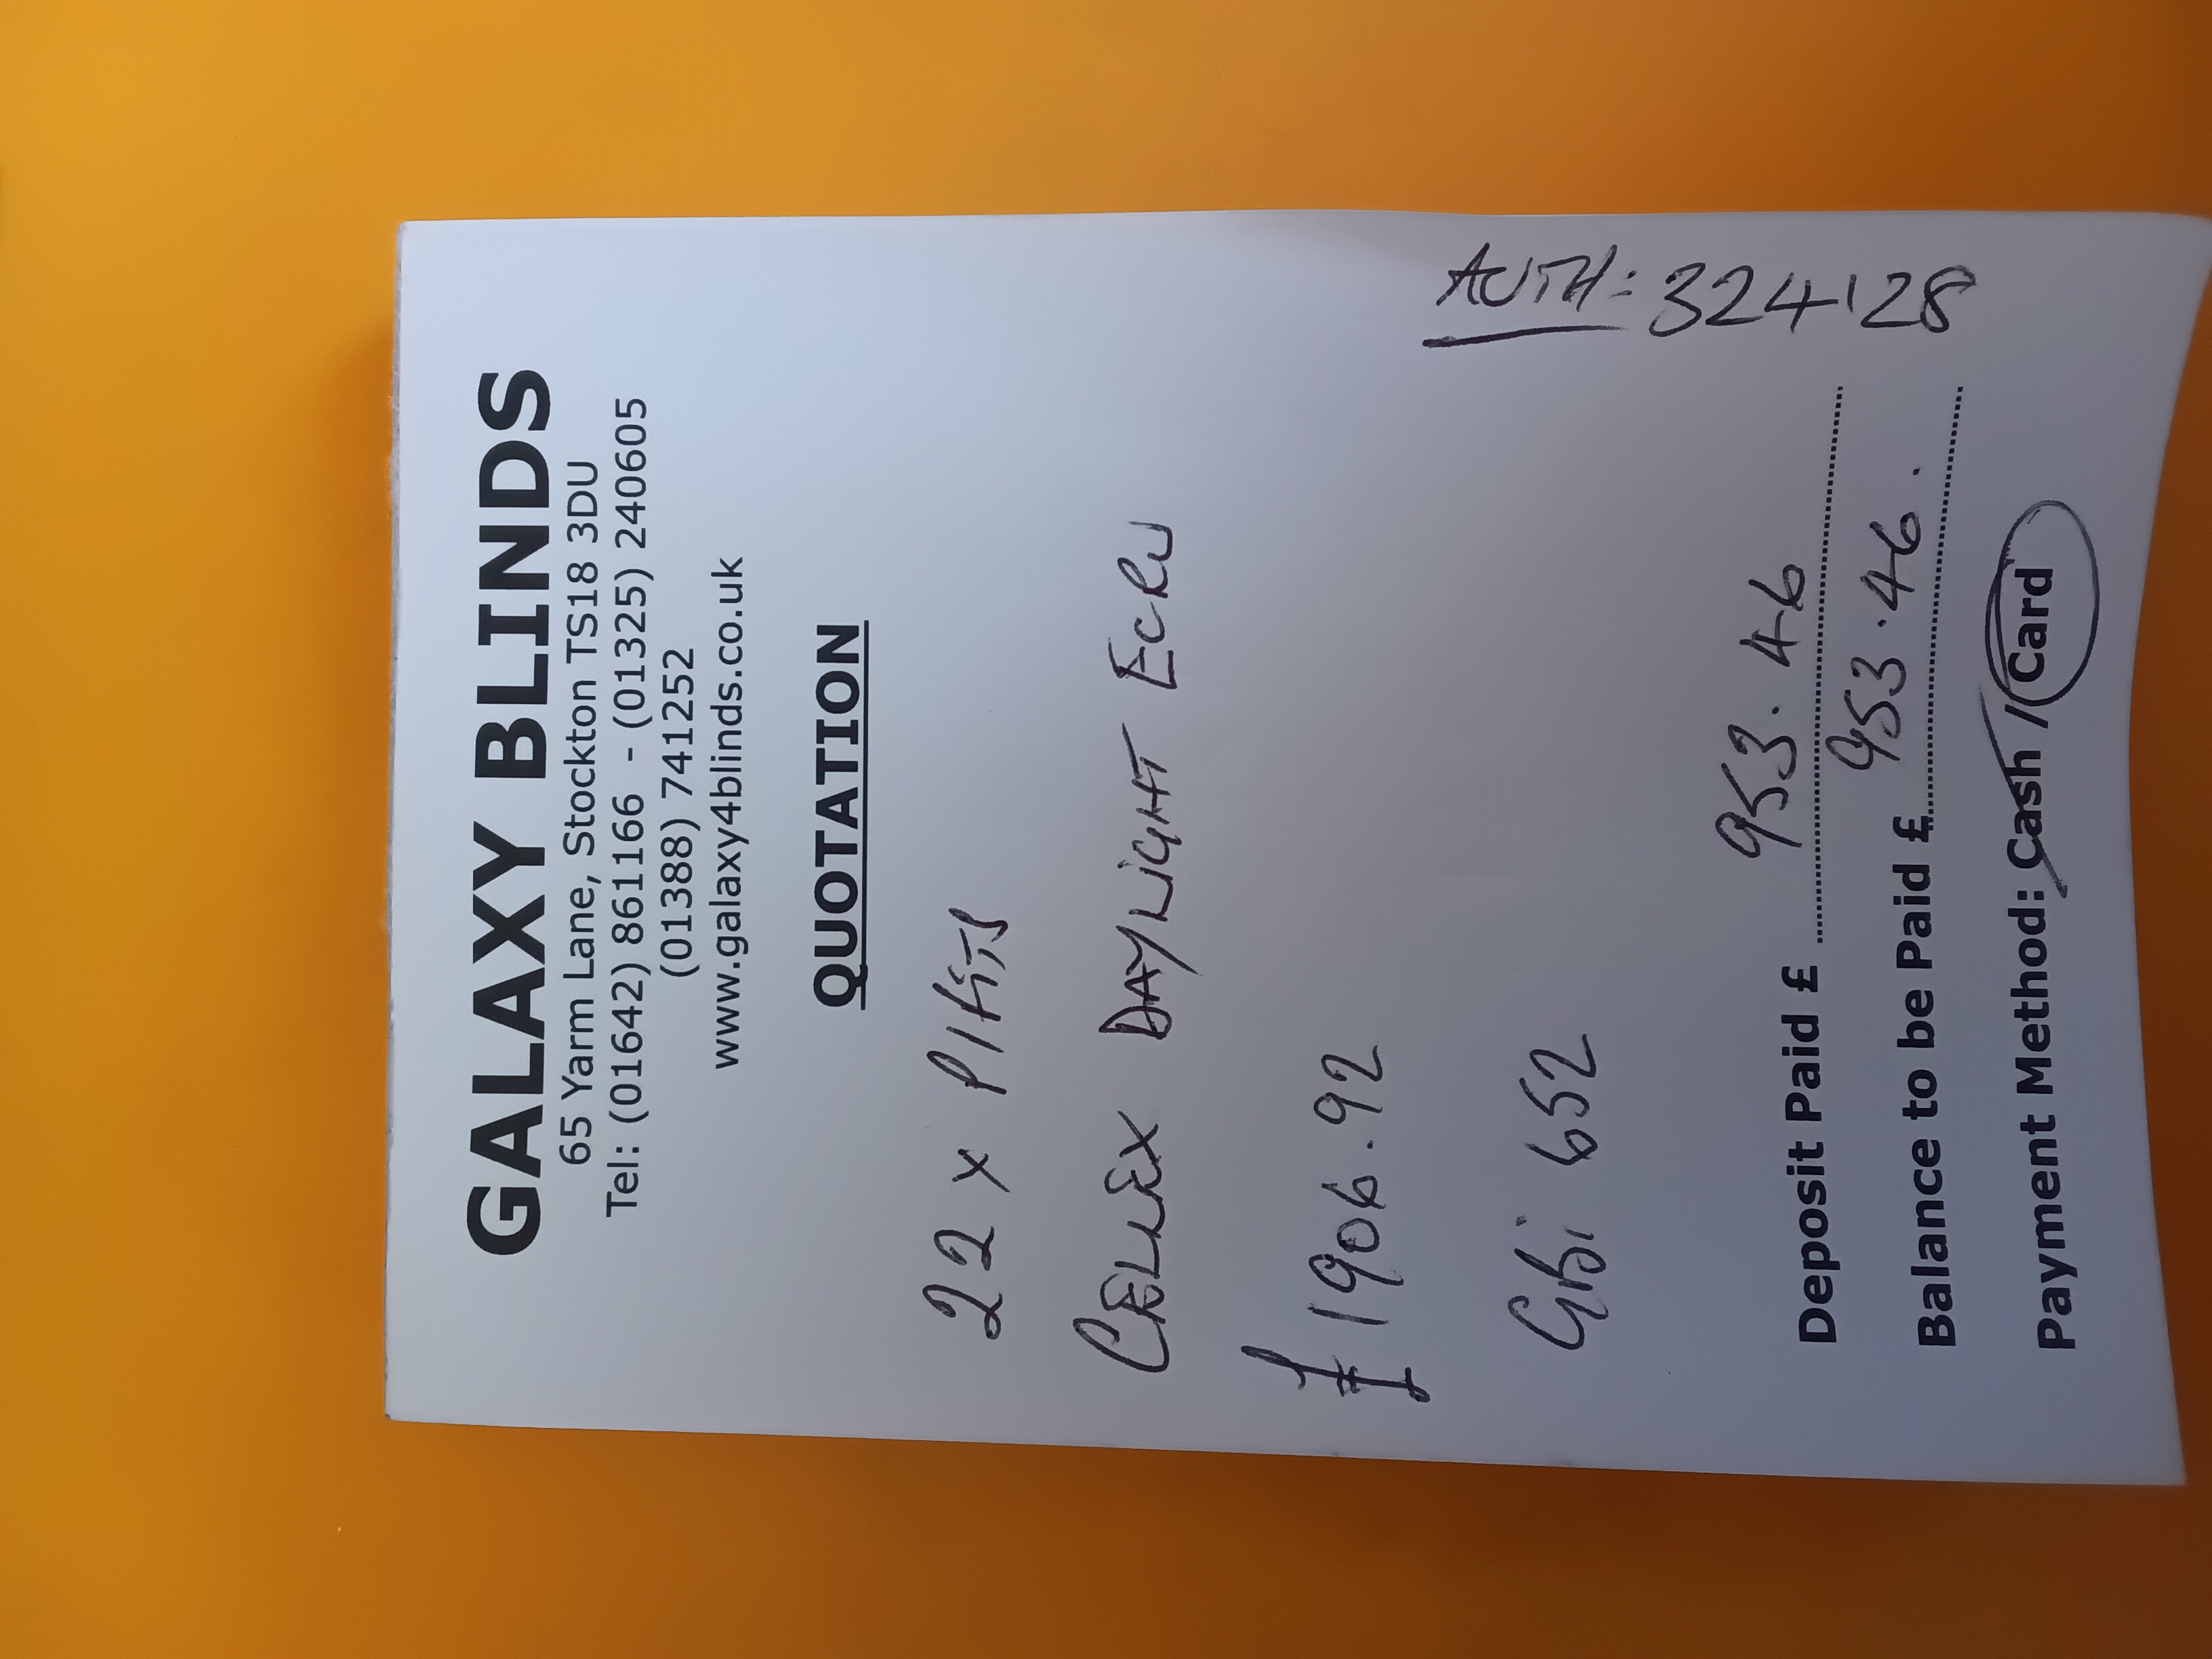 GALAXY BLINDS
65 Yarm Lane, Stockton TS18 3DU
Tel: (01642) 861166 - (01325) 240605
(01388) 7412252
www.galaxy4blinds.co.uk
QUOTATION
22 x P/Fits
CELLEX DAYLIGHT ECRU
£1906.92
652
AUTH: 324128
Deposit Paid £ 953.46
Balance to be Paid £ 953.46.
Payment Method: Cash / Card